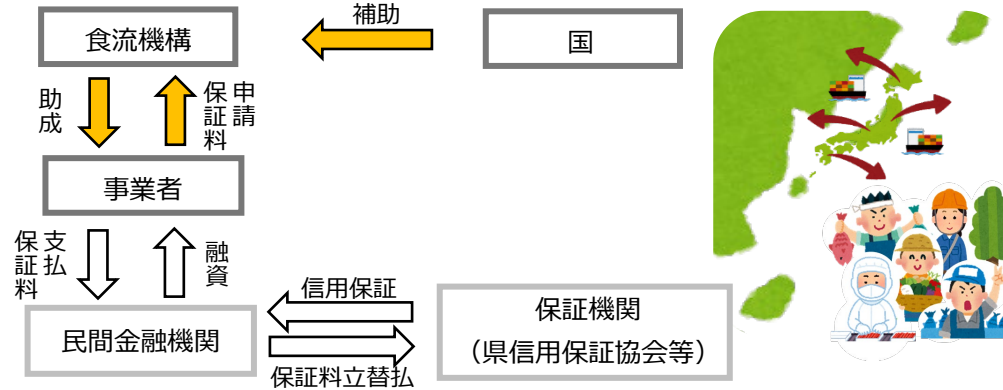 補助
食流機構
国
助成
申請
保証料
事業者
支払
保証料
融資
信用保証
民間金融機関
保証機関
（県信用保証協会等）
保証料立替払